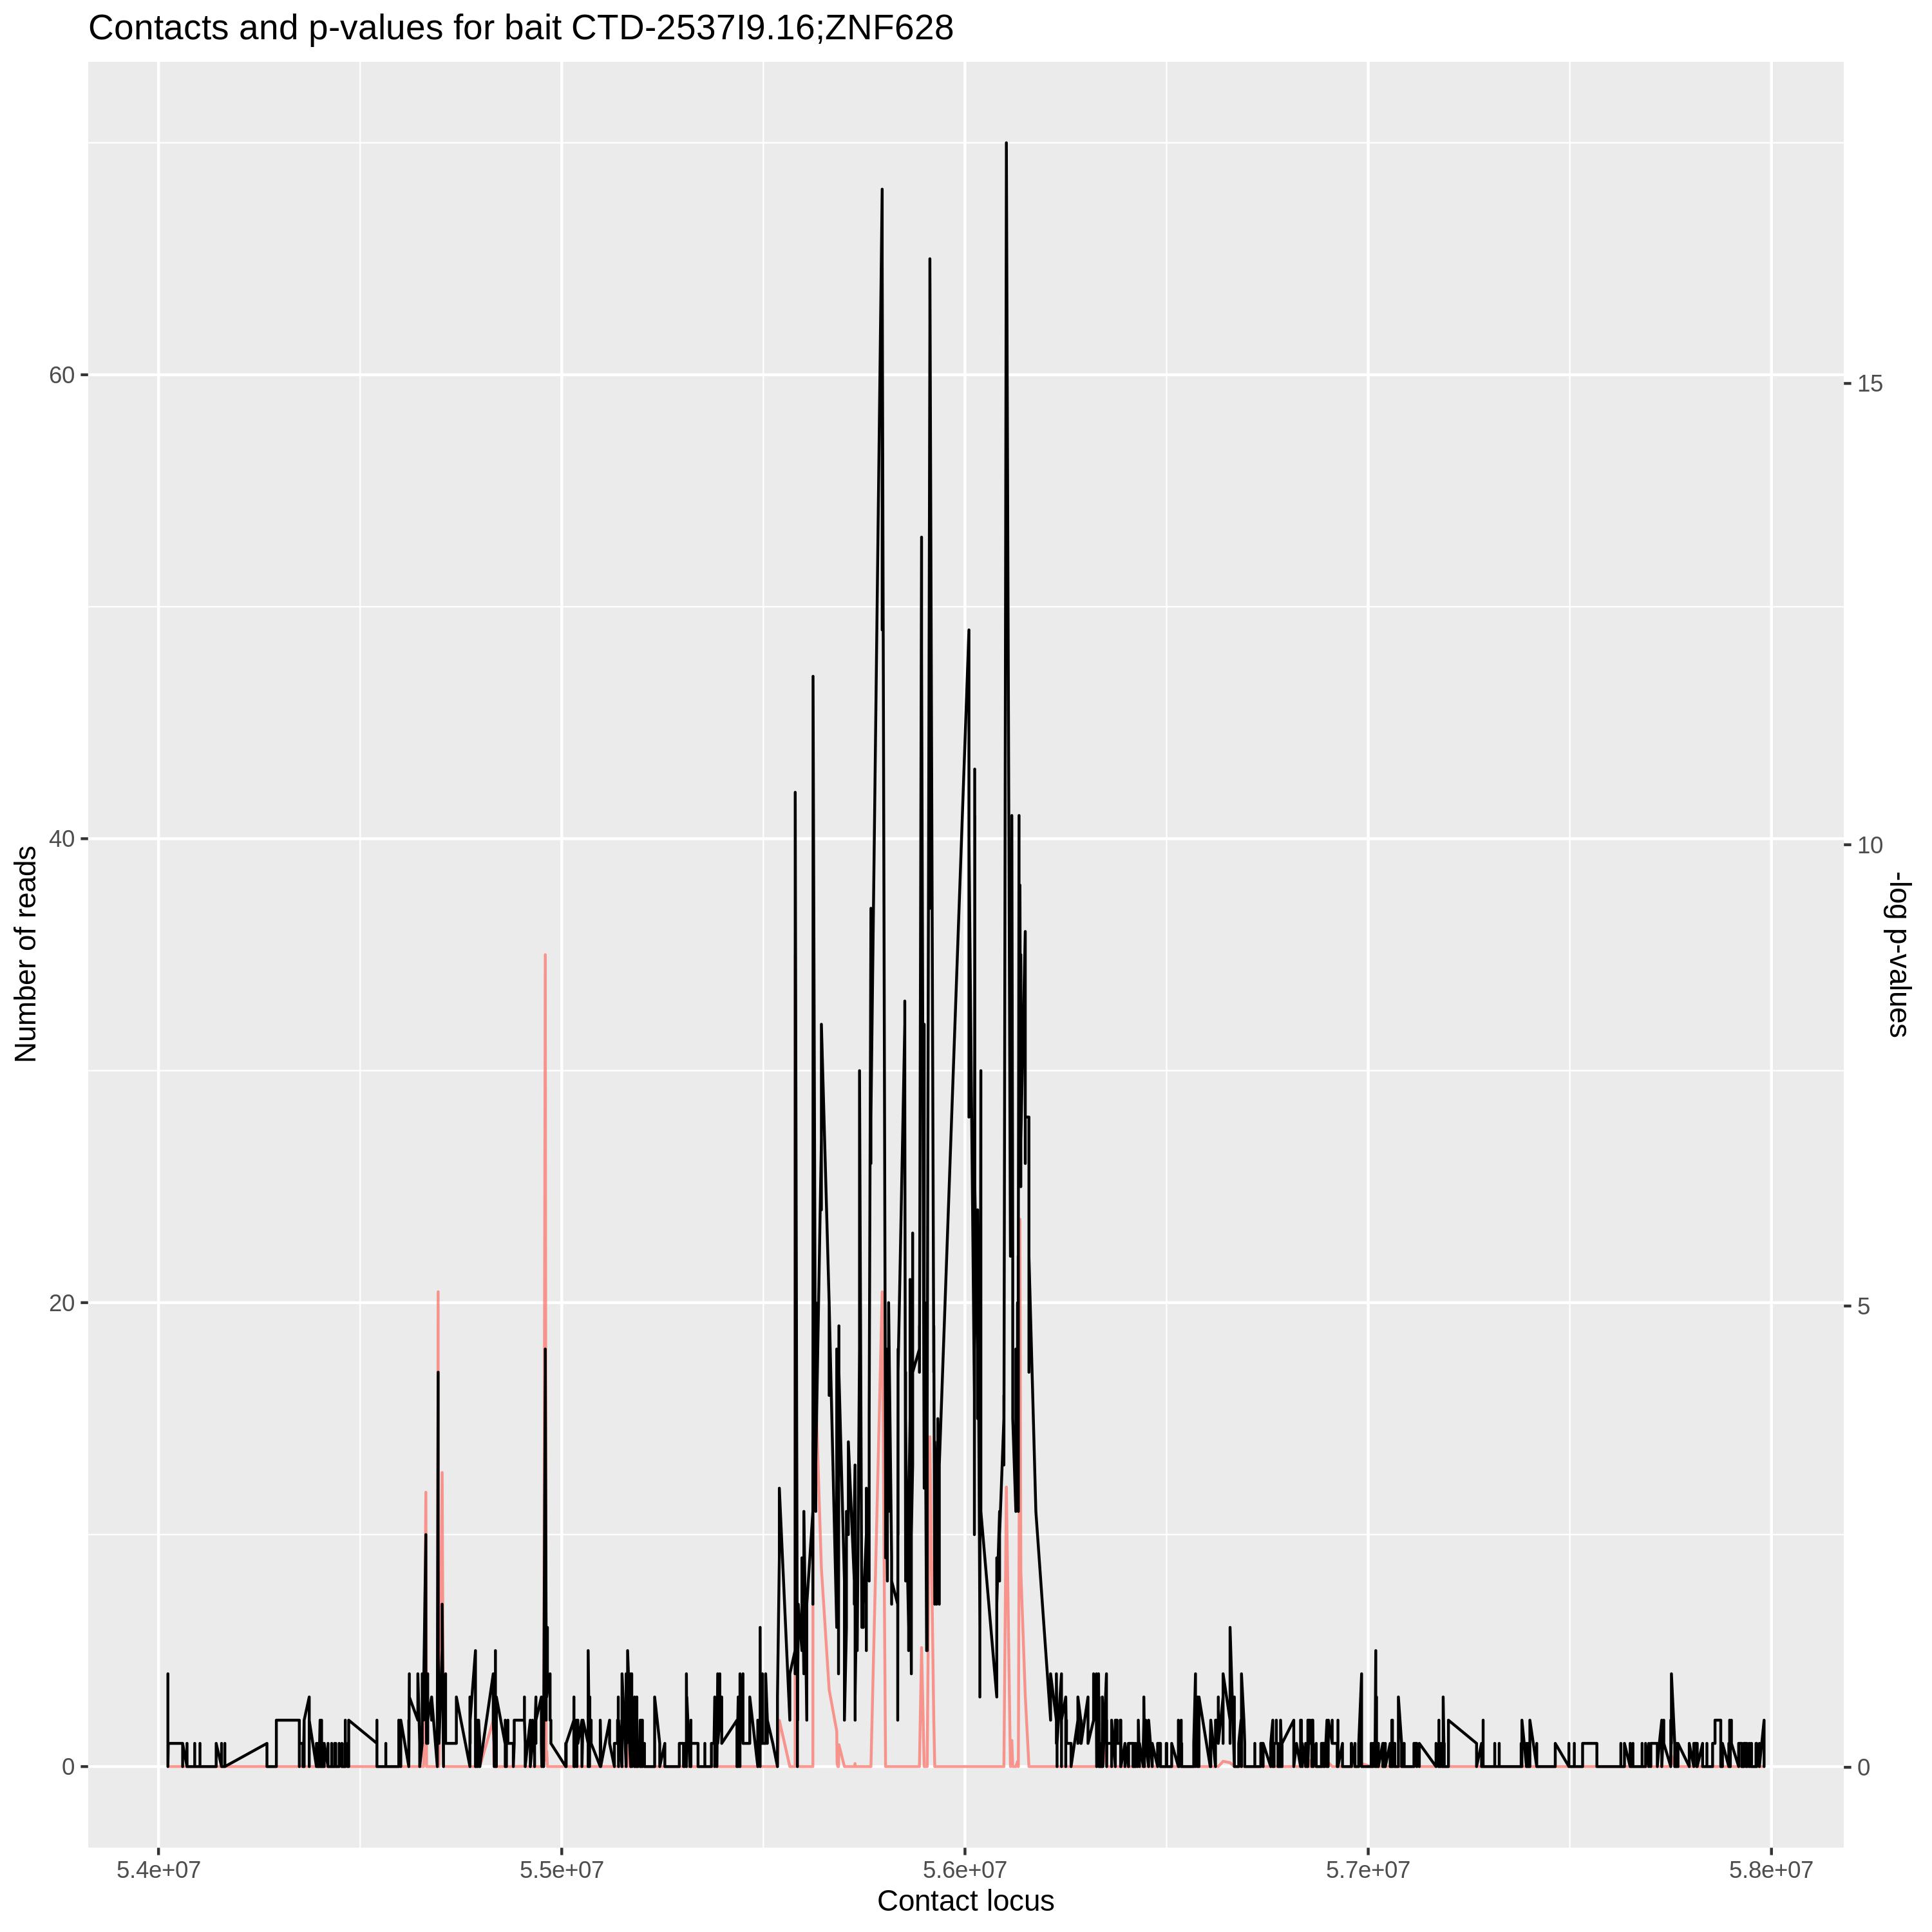 Contacts and p-values for bait CTD-2537I9.16;ZNF628
60
40
20
0
Number of reads
15
10
5
0
-log p-values
5.4e+07
5.5e+07
5.6e+07
5.7e+07
5.8e+07
Contact locus